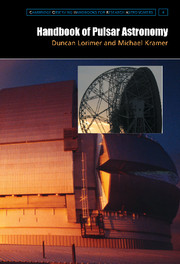 CAMBRIDGE OBSERVING HANDBOOKS FOR RESEARCH ASTRONOMERS 4
Handbook of Pulsar Astronomy
Duncan Lorimer and Michael Kramer